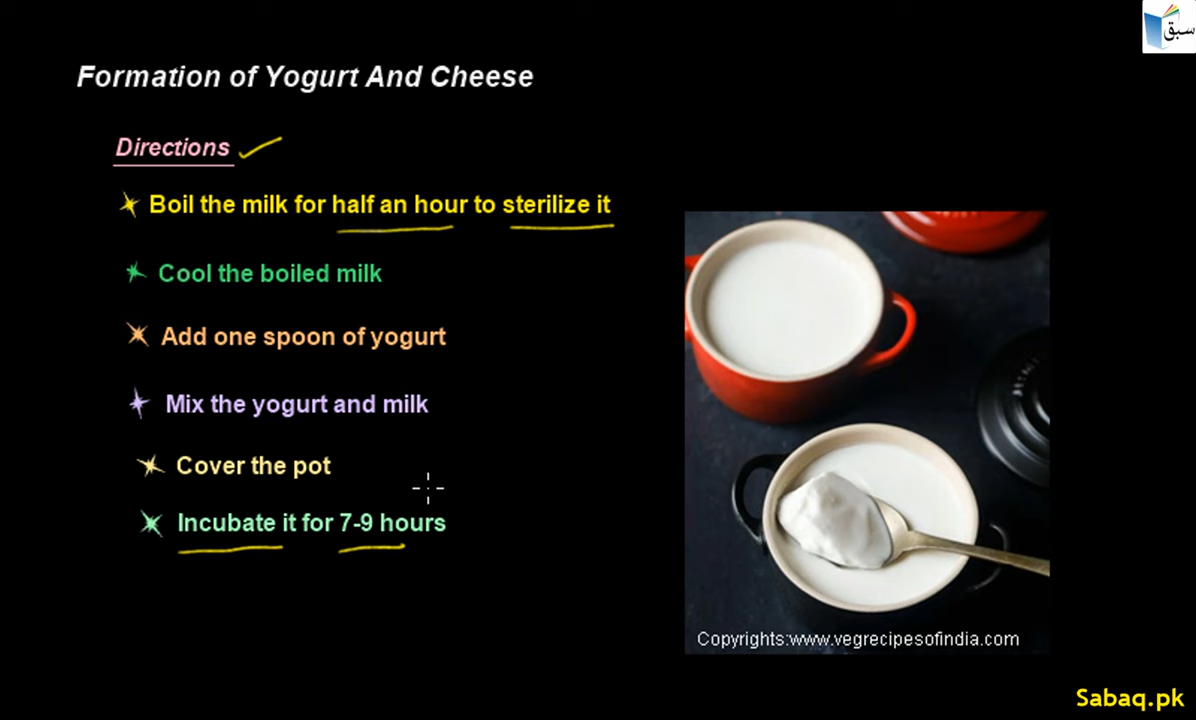 سبق
Formation of Yogurt And Cheese
Directions
Boil the milk for half an hour to sterilize it
Cool the boiled milk
Add one spoon of yogurt
Mix the yogurt and milk
Cover the pot
Incubate it for 7-9 hours
Copyrights:www.vegrecipesofindia.com
Sabaq.pk